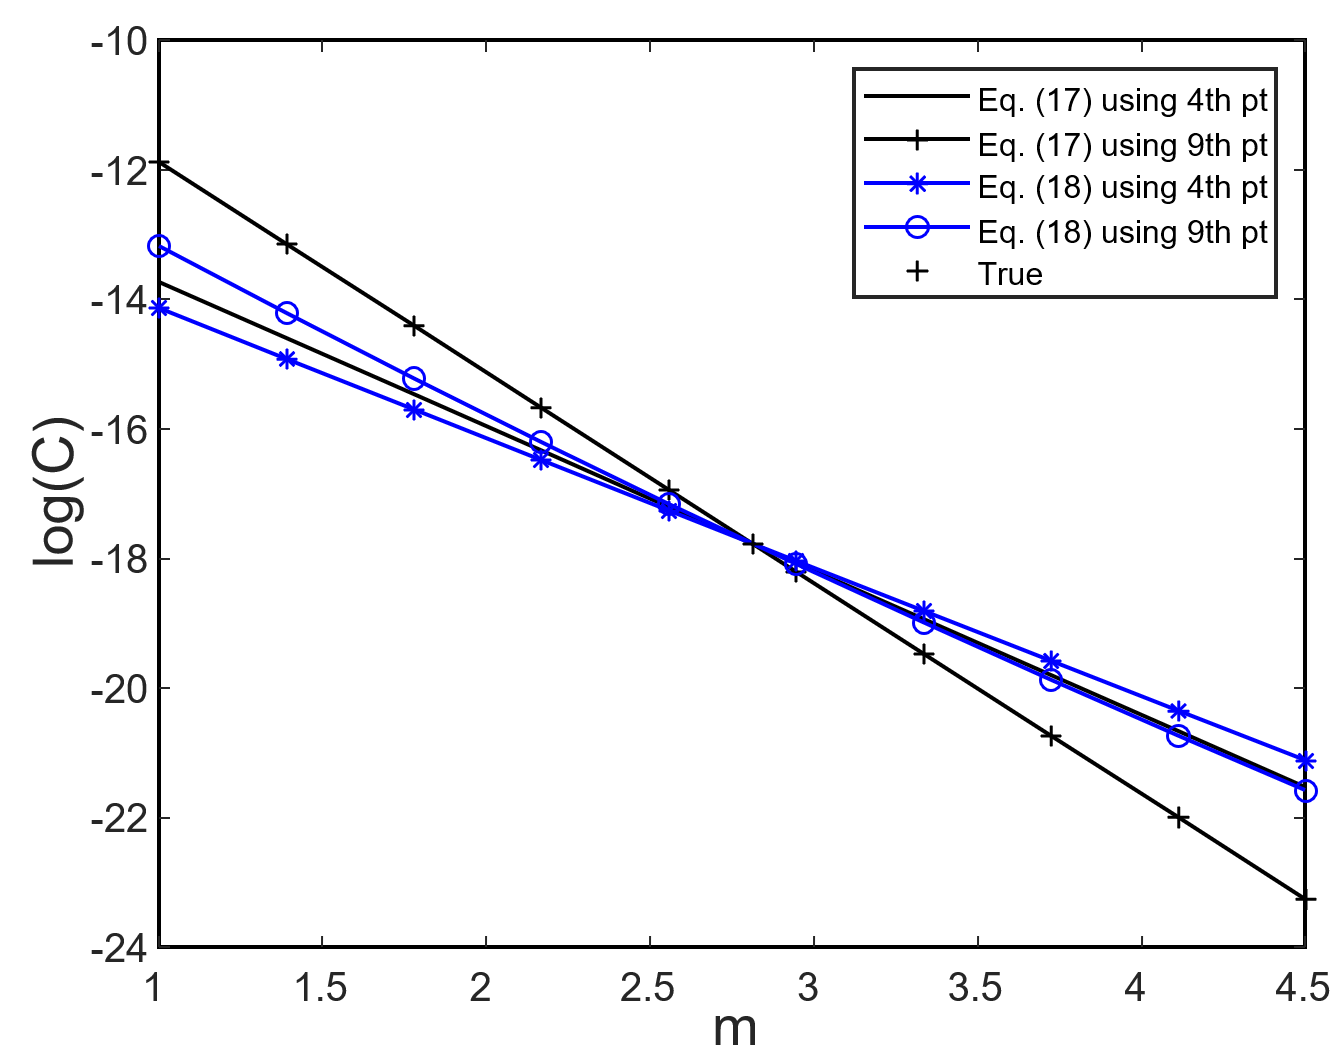 -10
-12
-14
-16
-18
-20
-22
-24
log(C)
Eq. (17) using 4th pt
Eq. (17) using 9th pt
Eq. (18) using 4th pt
Eq. (18) using 9th pt
True
1 1.5 2 2.5 3 3.5 4 4.5
m